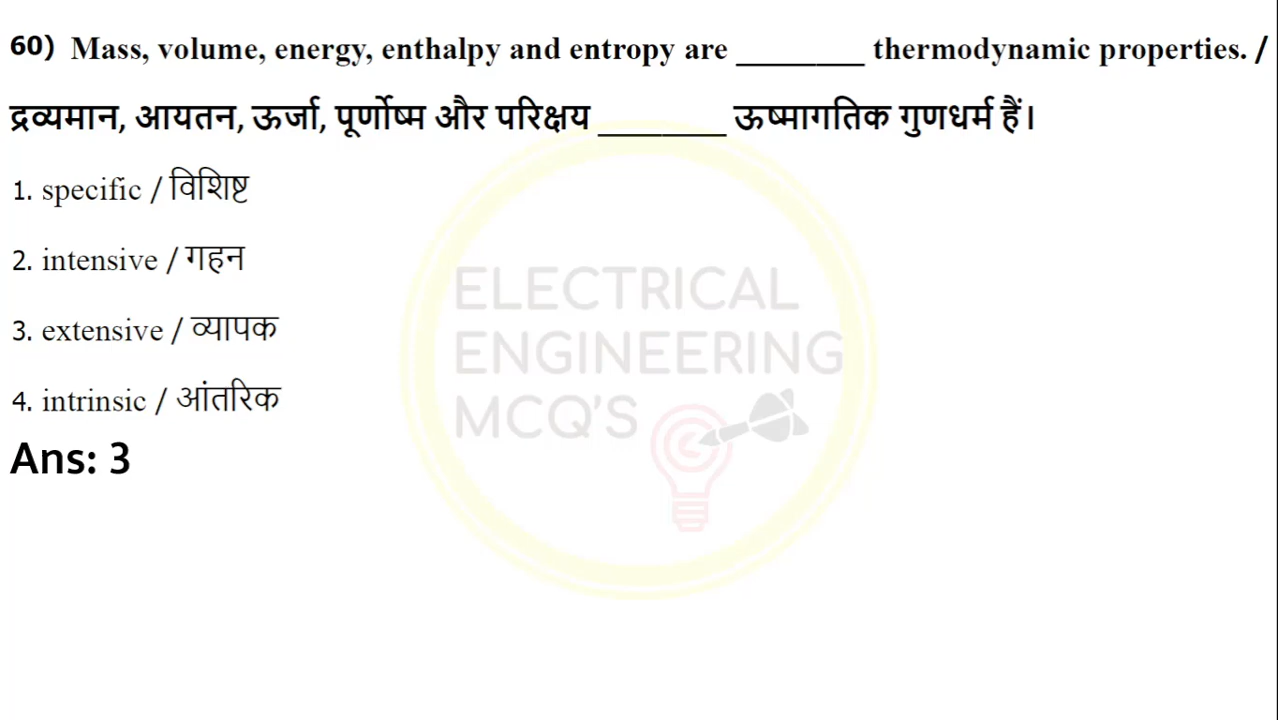 60) Mass, volume, energy, enthalpy and entropy are ________ thermodynamic properties. /
द्रव्यमान, आयतन, ऊर्जा, पूर्णोष्म और परिक्षय ________ ऊष्मागतिक गुणधर्म हैं।
1. specific / विशिष्ट
2. intensive / गहन
3. extensive / व्यापक
4. intrinsic / आंतरिक
Ans: 3
ELECTRICAL
ENGINEERING
MCQ'S